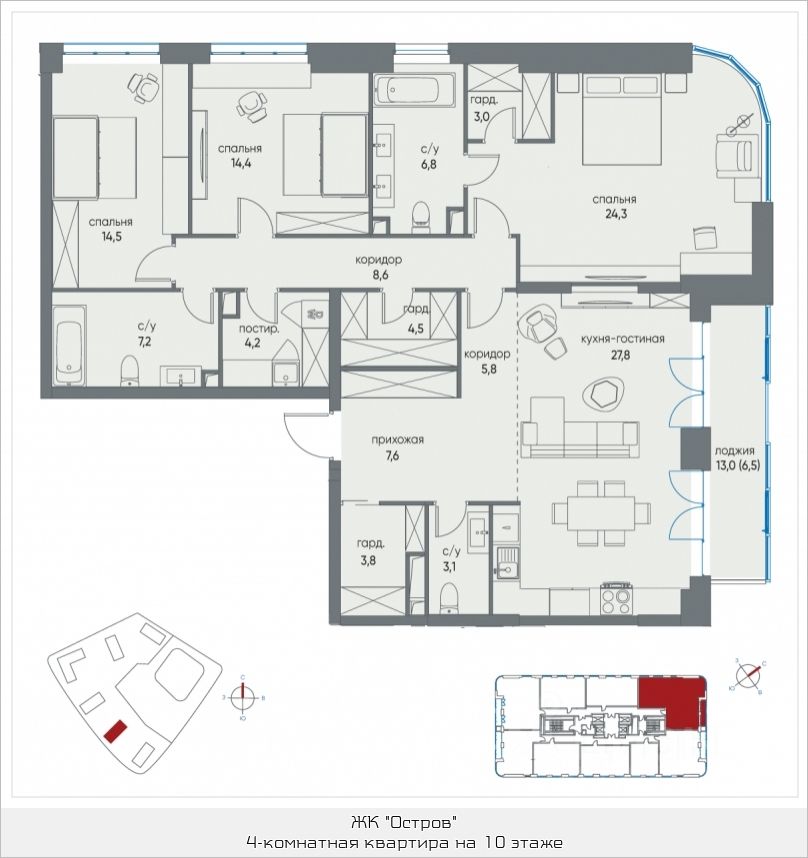 гард.
3,0
спальня
14,4
с/у
6,8
спальня
24,3
спальня
14,5
коридор
8,6
гард.
4,5
с/у
7,2
постир.
4,2
кухня-гостиная
27,8
коридор
5,8
прихожая
7,6
лоджия
13,0 (6,5)
гард.
3,8
с/у
3,1
С
З
В
Ю
З
С
Ю
В
ЖК "Остров"
4-комнатная квартира на 10 этаже